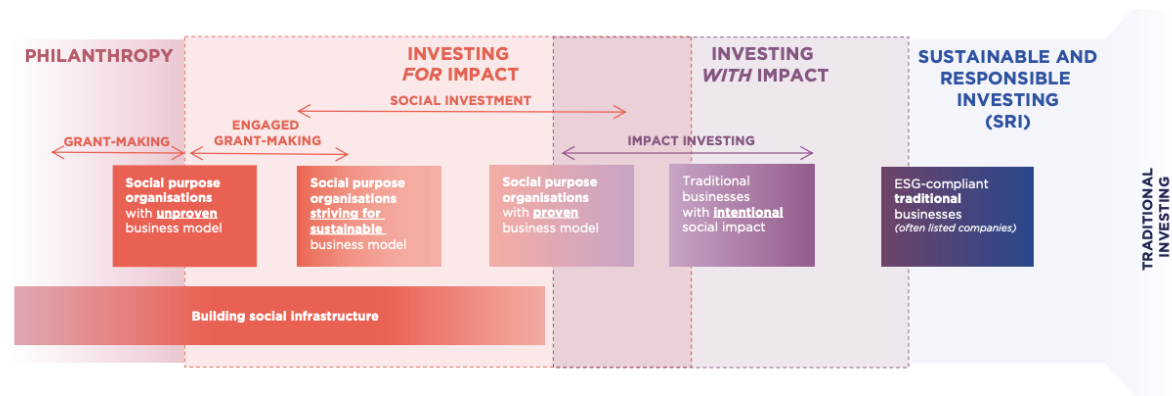 PHILANTHROPY
INVESTING
FOR IMPACT
INVESTING
WITH IMPACT
SUSTAINABLE AND
RESPONSIBLE
INVESTING
(SRI)
SOCIAL INVESTMENT
GRANT-MAKING
ENGAGED
GRANT-MAKING
IMPACT INVESTING
Social purpose
organisations
with unproven
business model
Social purpose
organisations
striving for
sustainable
business model
Social purpose
organisations
with proven
business model
Traditional
businesses
with intentional
social impact
ESG-compliant
traditional
businesses
(often listed companies)
Building social infrastructure
TRADITIONAL
INVESTING